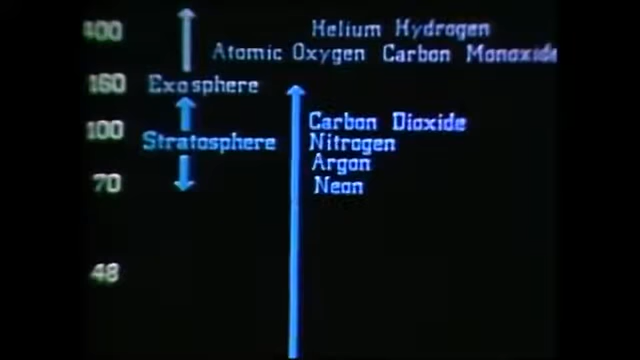 400 Helium Hydrogen
Atomic Oxygen Carbon Monoxide
160 Exosphere
Carbon Dioxide
100 Stratosphere Nitrogen
Argon
70 Neon
48